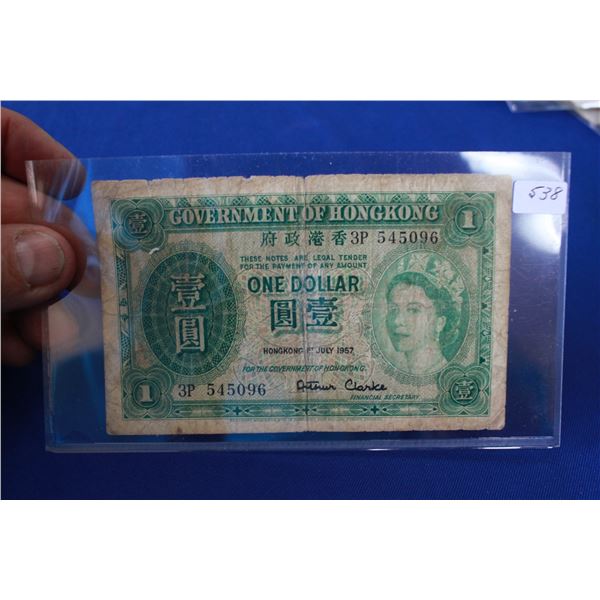 538
壹
GOVERNMENT OF HONGKONG
1
府政港香 3P 545096
THESE NOTES ARE LEGAL TENDER
FOR THE PAYMENT OF ANY AMOUNT
ONE DOLLAR
圓壹
壹圓
HONGKONG 1ST JULY 1957
FOR THE GOVERNMENT OF HONGKONG.
1
3P 545096
Arthur Clarke
壹
FINANCIAL SECRETARY.